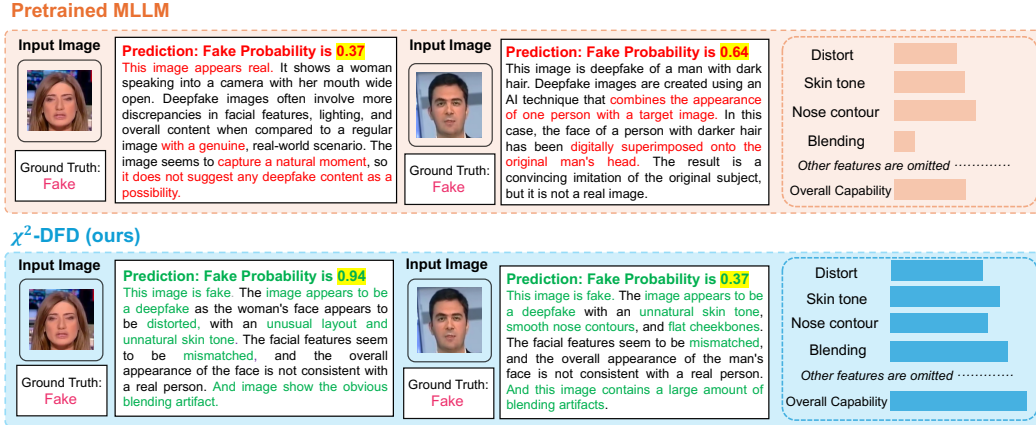 Pretrained MLLM
Input Image
Ground Truth:
Fake
Prediction: Fake Probability is 0.37
This image appears real. It shows a woman
speaking into a camera with her mouth wide
open. Deepfake images often involve more
discrepancies in facial features, lighting, and
overall content when compared to a regular
image with a genuine, real-world scenario. The
image seems to capture a natural moment, so
it does not suggest any deepfake content as a
possibility.
Input Image
Ground Truth:
Fake
Prediction: Fake Probability is 0.64
This image is deepfake of a man with dark
hair. Deepfake images are created using an
AI technique that combines the appearance
of one person with a target image. In this
case, the face of a person with darker hair
has been digitally superimposed onto the
original man's head. The result is a
convincing imitation of the original subject,
but it is not a real image.
Distort
Skin tone
Nose contour
Blending
Other features are omitted ·············
Overall Capability
χ²-DFD (ours)
Input Image
Ground Truth:
Fake
Prediction: Fake Probability is 0.94
This image is fake. The image appears to be
a deepfake as the woman's face appears to
be distorted, with an unusual layout and
unnatural skin tone. The facial features seem
to be mismatched, and the overall
appearance of the face is not consistent with
a real person. And image show the obvious
blending artifact.
Input Image
Ground Truth:
Fake
Prediction: Fake Probability is 0.37
This image is fake. The image appears to be
a deepfake with an unnatural skin tone,
smooth nose contours, and flat cheekbones.
The facial features seem to be mismatched,
and the overall appearance of the man's
face is not consistent with a real person.
And this image contains a large amount of
blending artifacts.
Distort
Skin tone
Nose contour
Blending
Other features are omitted ·············
Overall Capability